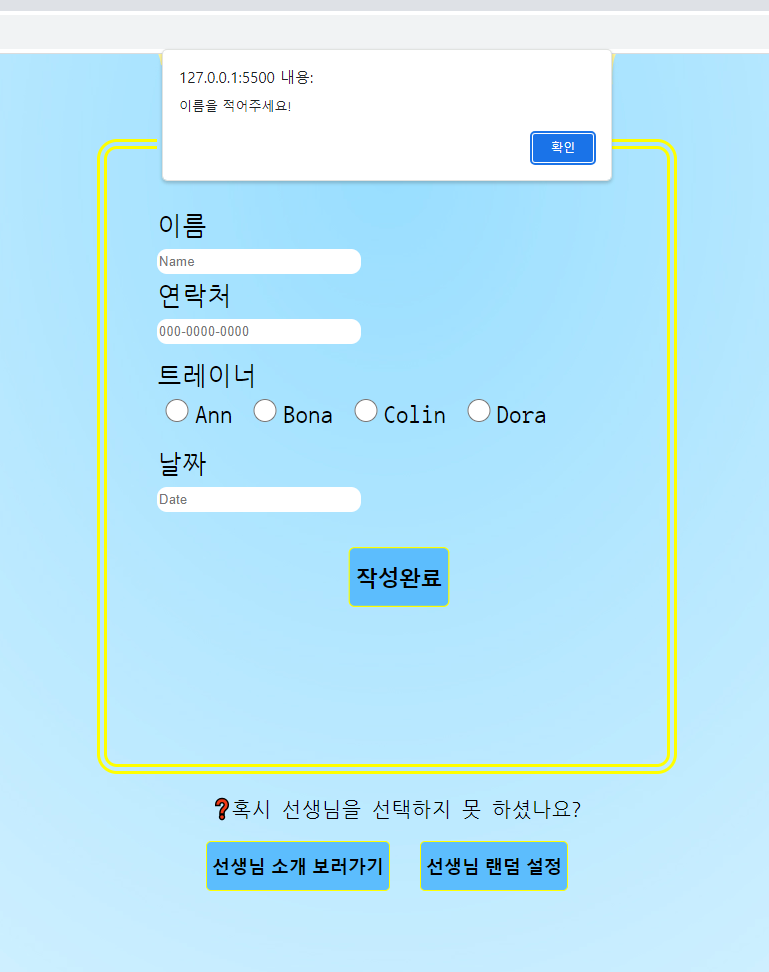 127.0.0.1:5500 내용:
이름을 적어주세요!
확인
이름
Name
연락처
000-0000-0000
트레이너
Ann Bona Colin Dora
날짜
Date
작성완료
❓혹시 선생님을 선택하지 못 하셨나요?
선생님 소개 보러가기 선생님 랜덤 설정